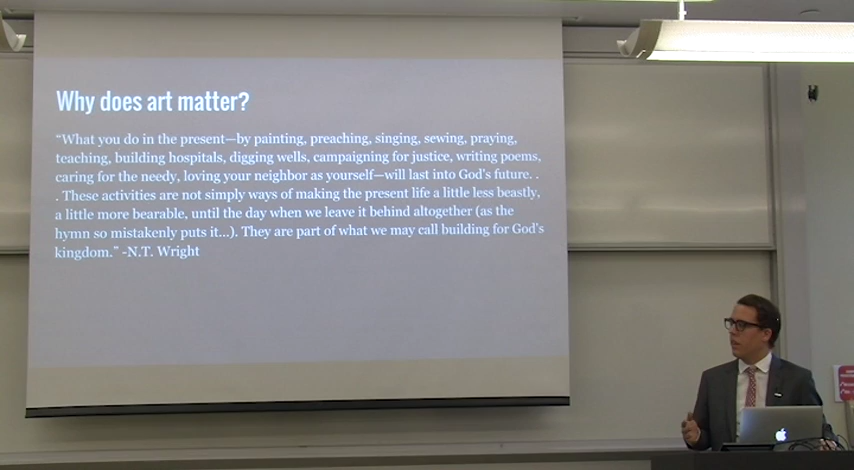 Why does art matter?
“What you do in the present—by painting, preaching, singing, sewing, praying,
teaching, building hospitals, digging wells, campaigning for justice, writing poems,
caring for the needy, loving your neighbor as yourself—will last into God's future. .
. These activities are not simply ways of making the present life a little less beastly,
a little more bearable, until the day when we leave it behind altogether (as the
hymn so mistakenly puts it...). They are part of what we may call building for God's
kingdom.” -N.T. Wright